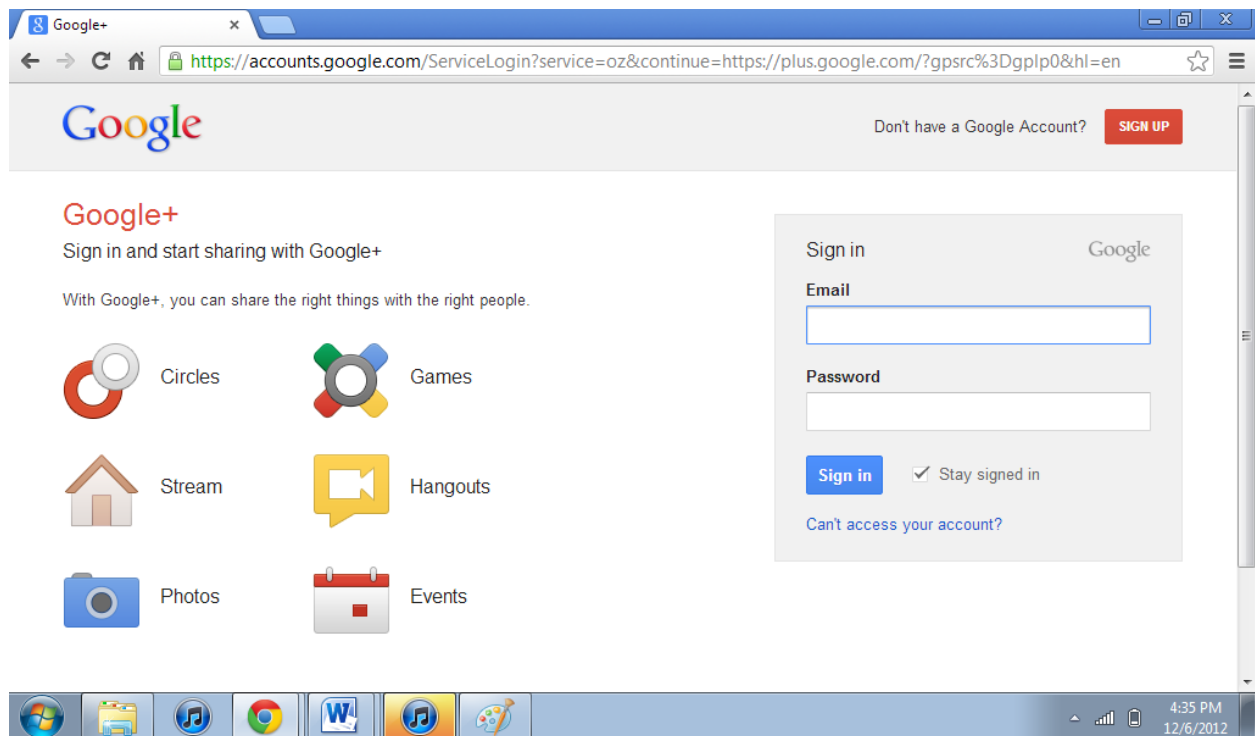 Google+
https://accounts.google.com/ServiceLogin?service=oz&continue=https://plus.google.com/?gpsrc%3Dgplp0&hl=en
Google
Don't have a Google Account? SIGN UP
Google+
Sign in and start sharing with Google+
With Google+, you can share the right things with the right people.
Circles
Games
Stream
Hangouts
Photos
Events
Sign in Google
Email
Password
Sign in Stay signed in
Can't access your account?
4:35 PM
12/6/2012